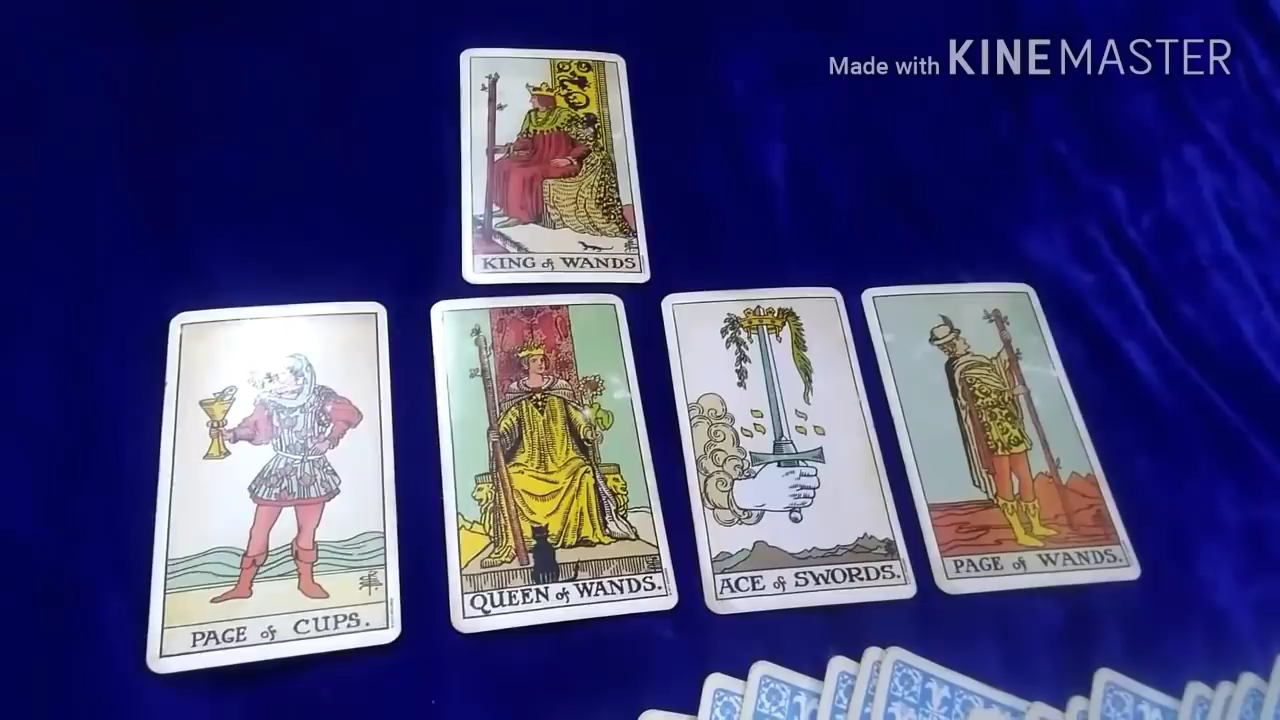 Made with KINEMASTER
KING of WANDS
PAGE of CUPS.
QUEEN of WANDS.
ACE of SWORDS.
PAGE of WANDS.